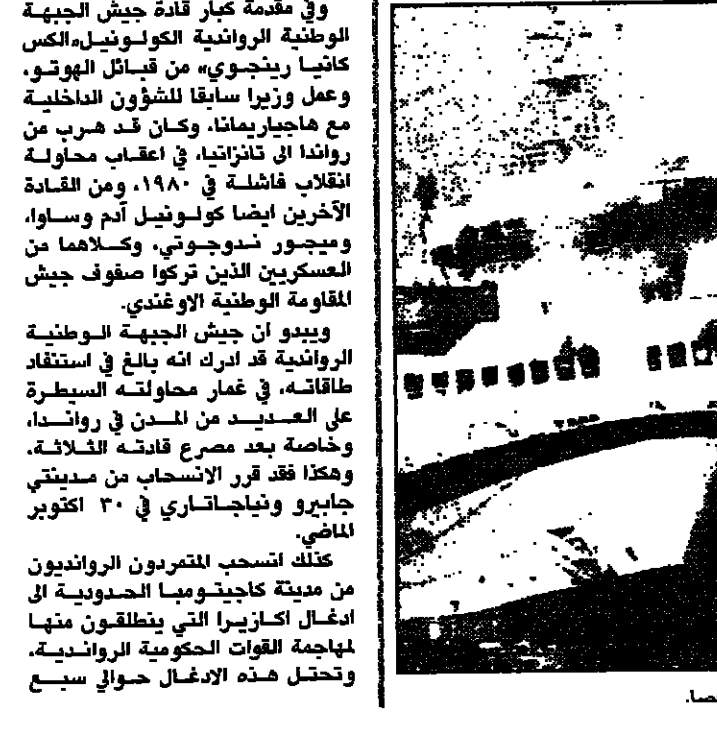 وفي مقدمة كبار قادة جيش الجبهة
الوطنية الرواندية الكولونيل «الكس
كانيا رينجوي» من قبائل الهوتو،
وعمل وزيرا سابقا للشؤون الداخلية
مع هاجياريمانا، وكان قد هرب من
رواندا الى تانزانيا، في اعقاب محاولة
انقلاب فاشلة في ١٩٨٠، ومن القادة
الآخرين ايضا كولونيل آدم وساوا،
وميجور ندوجوتي، وكلاهما من
العسكريين الذين تركوا صفوف جيش
المقاومة الوطنية الاوغندي.
ويبدو ان جيش الجبهة الوطنية
الرواندية قد ادرك انه بالغ في استنفاد
طاقاته، في غمار محاولته السيطرة
على العديد من المدن في رواندا،
وخاصة بعد مصرع قادته الثلاثة،
وهكذا فقد قرر الانسحاب من مدينتي
جابيرو ونياجاتاري في ٣٠ اكتوبر
الماضي.
كذلك انسحب المتمردون الروانديون
من مدينة كاجيتومبا الحدودية الى
ادغال اكازيرا التي ينطلقون منها
لمهاجمة القوات الحكومية الرواندية،
وتحتل هذه الادغال حوالي سبع
صا.